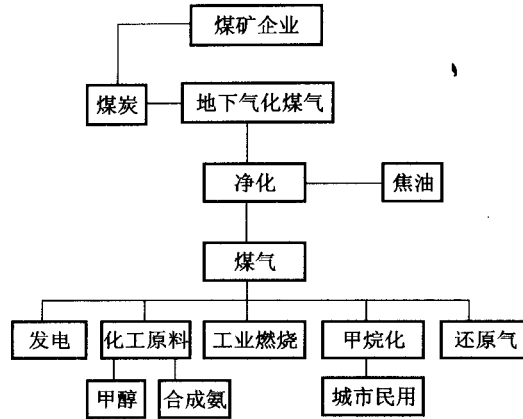 煤矿企业
煤炭
地下气化煤气
净化
焦油
煤气
发电
化工原料
工业燃烧
甲烷化
还原气
甲醇
合成氨
城市民用